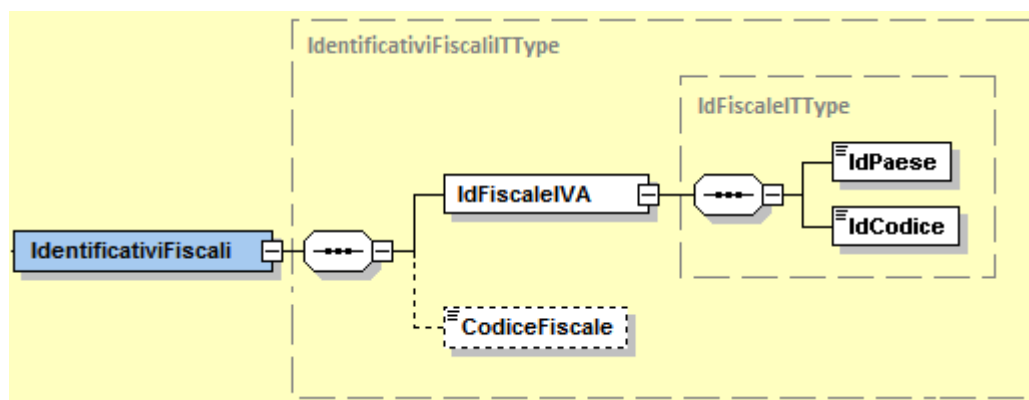 IdentificativiFiscaliITType
IdFiscaleITType
IdPaese
IdFiscaleIVA
IdCodice
IdentificativiFiscali
CodiceFiscale